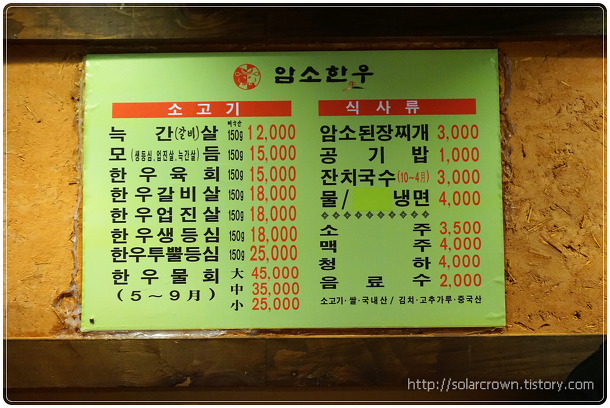 암소한우
소고기
늑간(갈비)살 150g 12,000
모(생등심,업진살,늑간살)듬 150g 15,000
한우육회 150g 15,000
한우갈비살 150g 18,000
한우업진살 150g 18,000
한우생등심 150g 18,000
한우투뿔등심 150g 25,000
한우물회 大 45,000
(5~9月) 中 35,000
小 25,000
식사류
암소된장찌개 3,000
공기밥 1,000
잔치국수(10~4月) 3,000
물/ 냉면 4,000
소주 3,500
맥주 4,000
청하 4,000
음료수 2,000
소고기·쌀·국내산 / 김치·고추가루·중국산
http://solarcrown.tistory.com